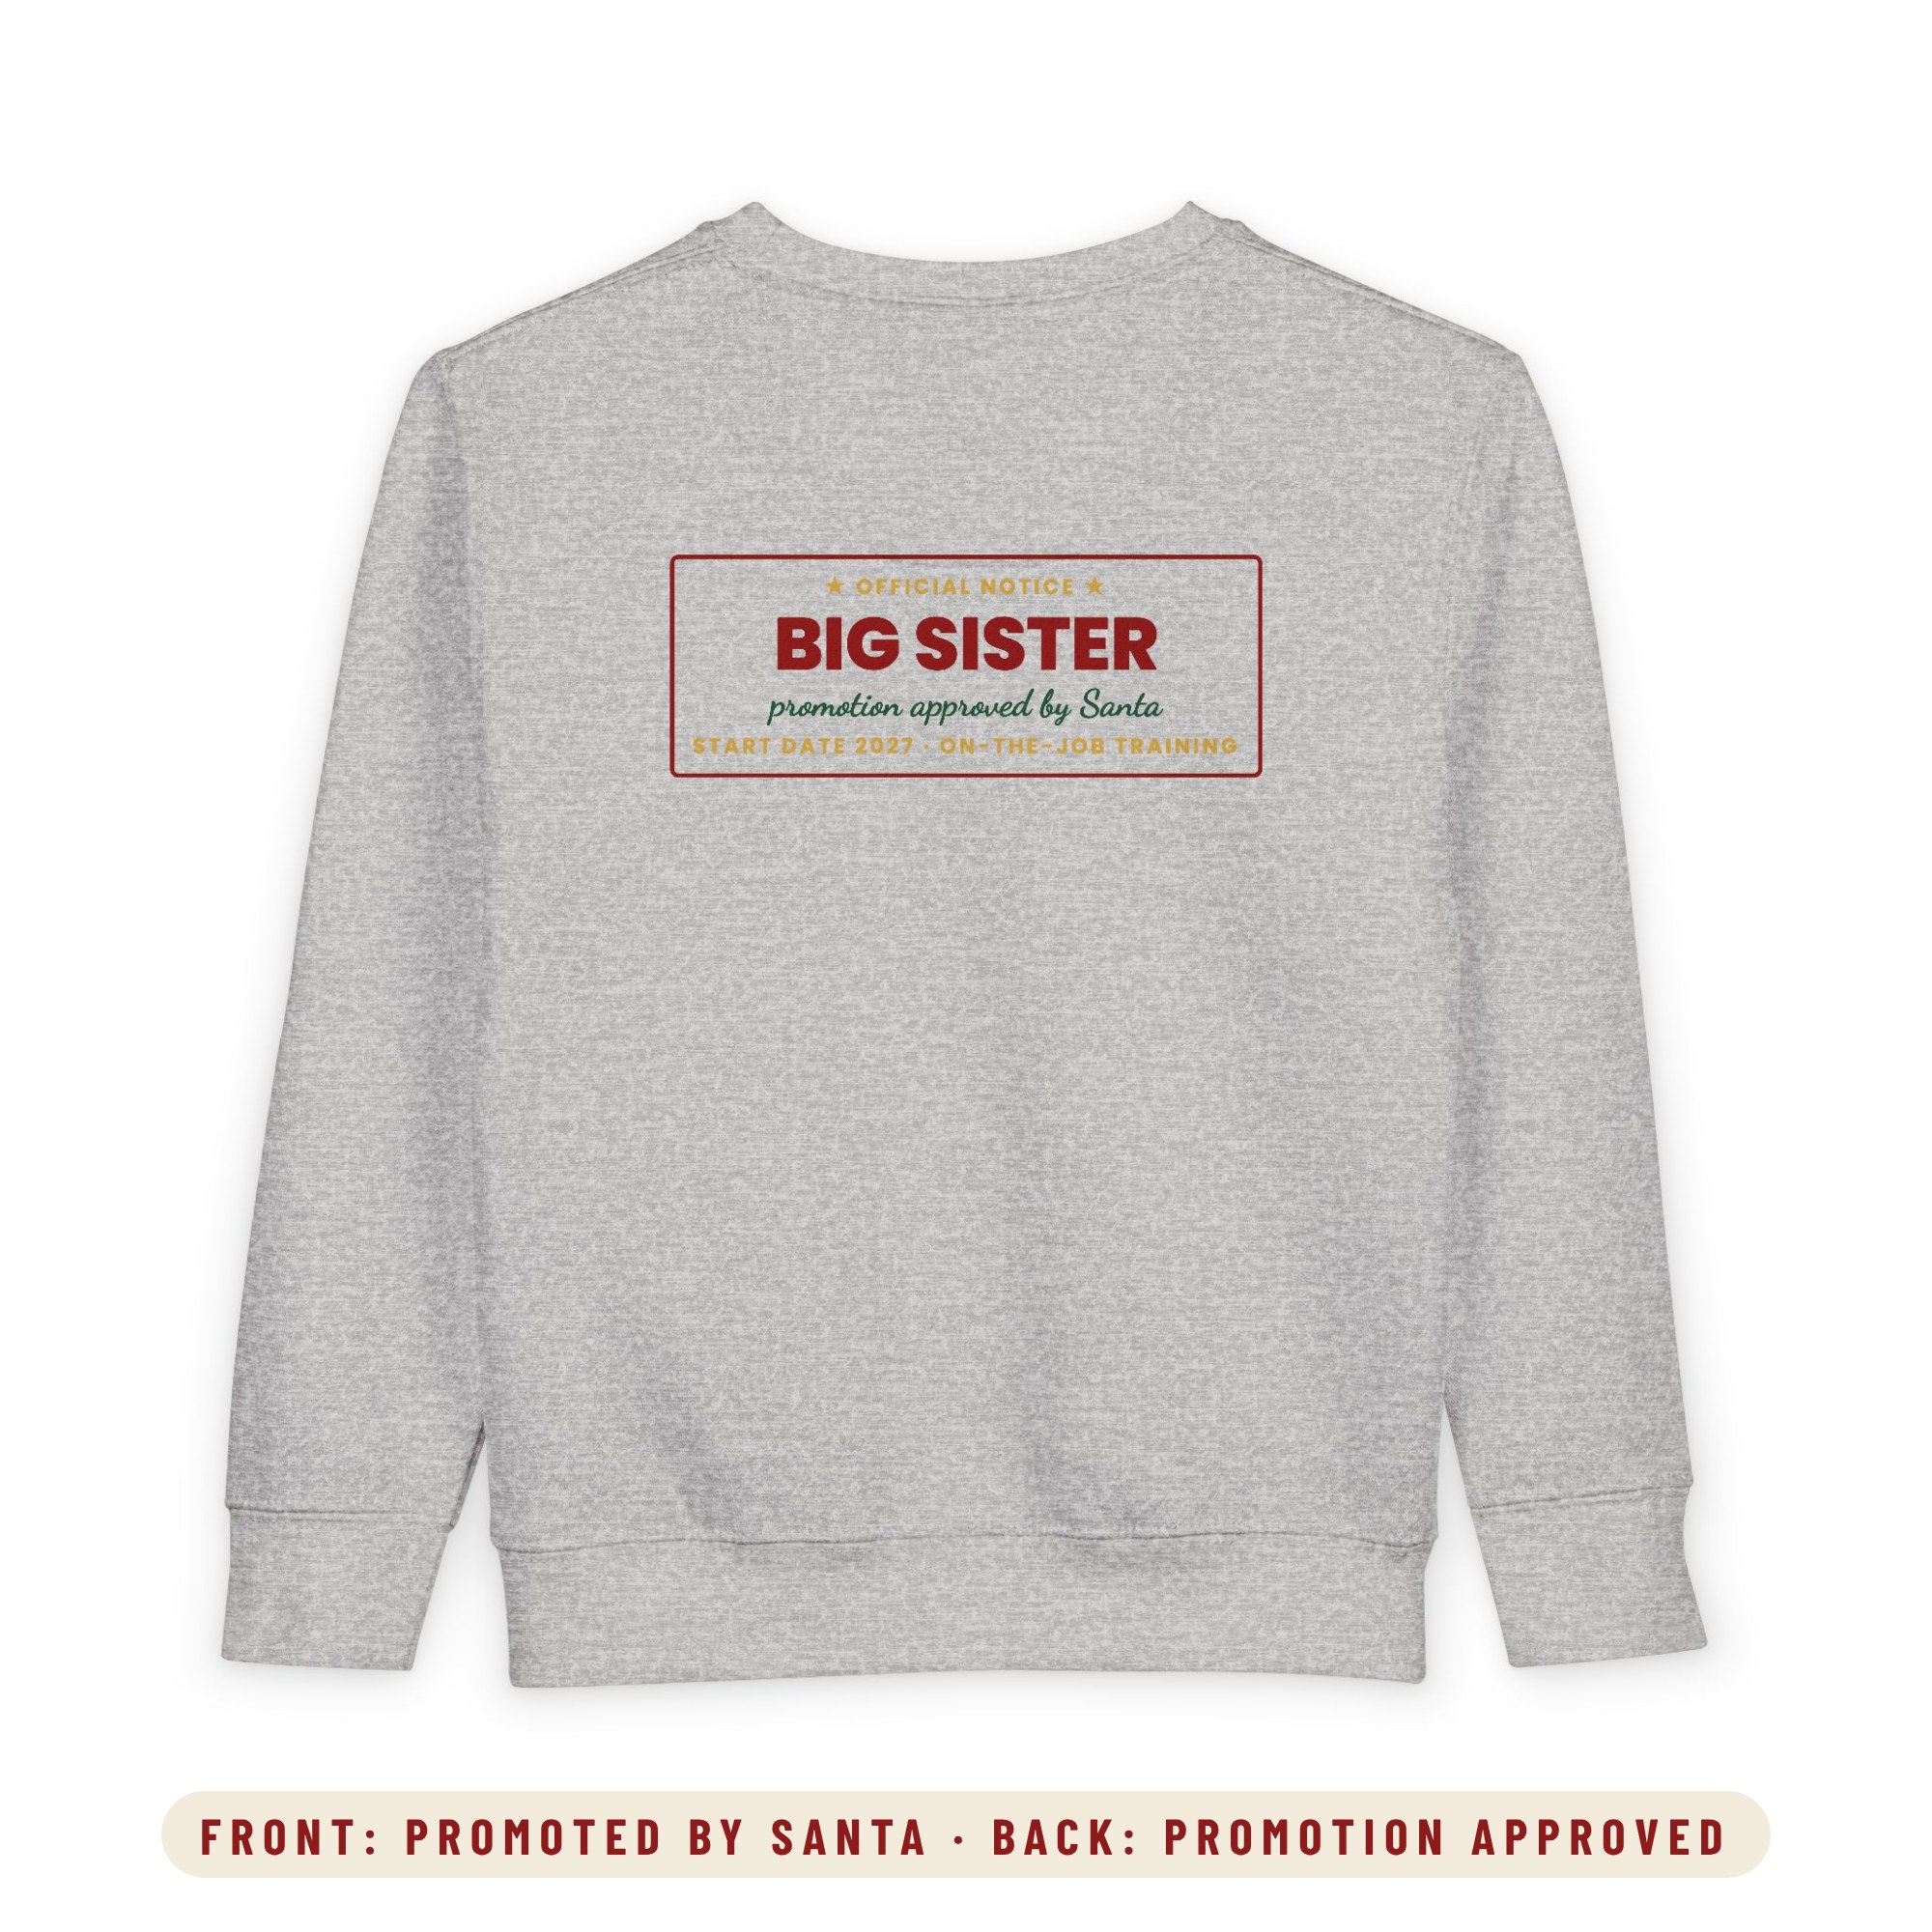 ★ OFFICIAL NOTICE ★
BIG SISTER
promotion approved by Santa
START DATE 2027 · ON-THE-JOB TRAINING
FRONT: PROMOTED BY SANTA · BACK: PROMOTION APPROVED